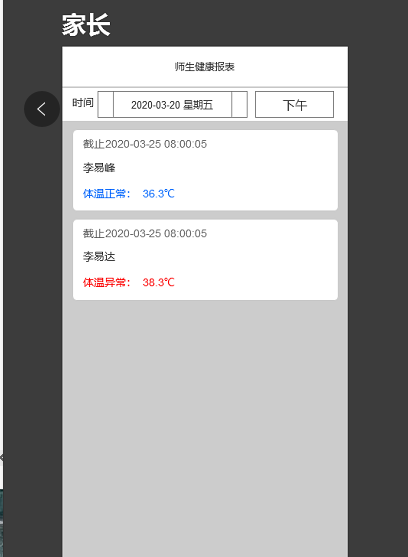 家长
师生健康报表
时间 2020-03-20 星期五 下午
截止2020-03-25 08:00:05
李易峰
体温正常： 36.3℃
截止2020-03-25 08:00:05
李易达
体温异常： 38.3℃